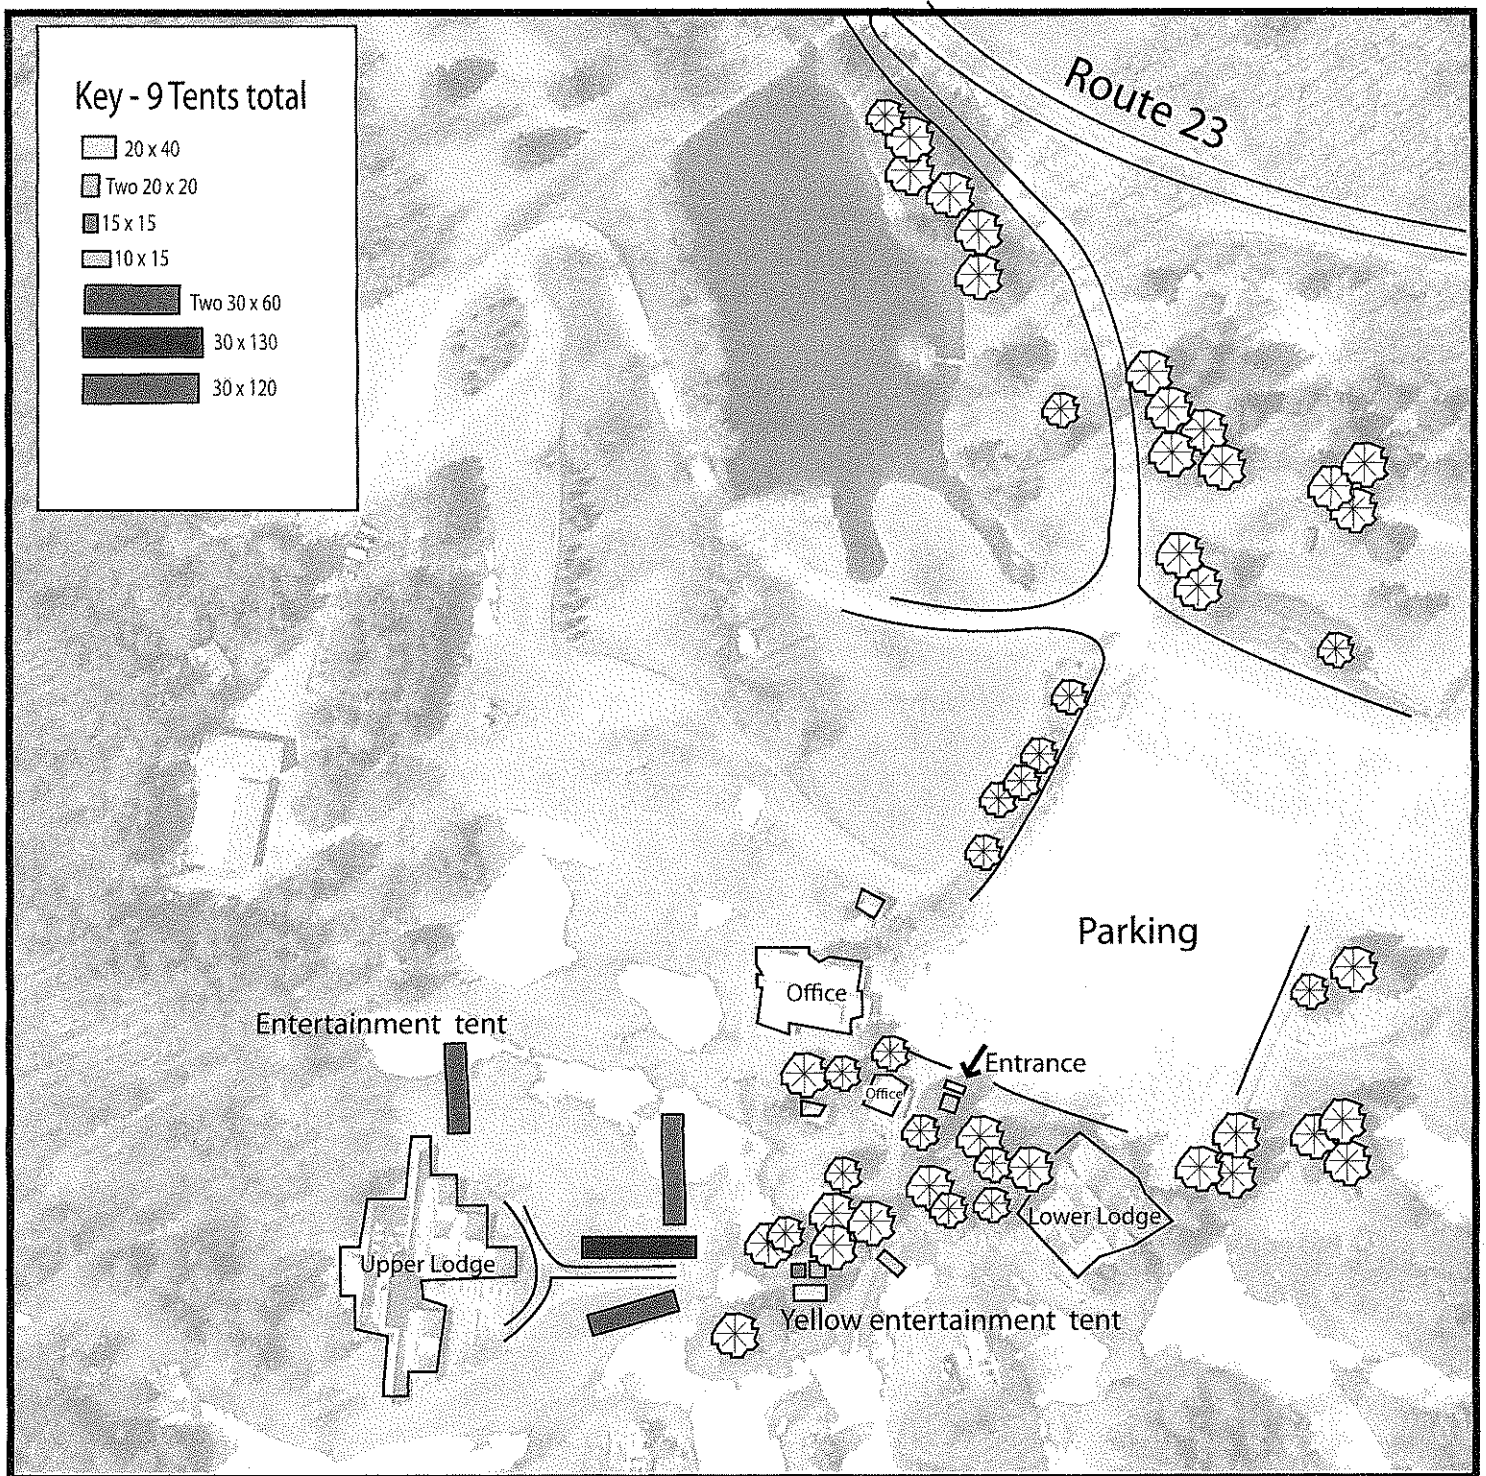 Key - 9 Tents total
20 x 40
Two 20 x 20
15 x 15
10 x 15
Two 30 x 60
30 x 130
30 x 120
Route 23
Parking
Office
Entertainment tent
Entrance
Office
Lower Lodge
Upper Lodge
Yellow entertainment tent